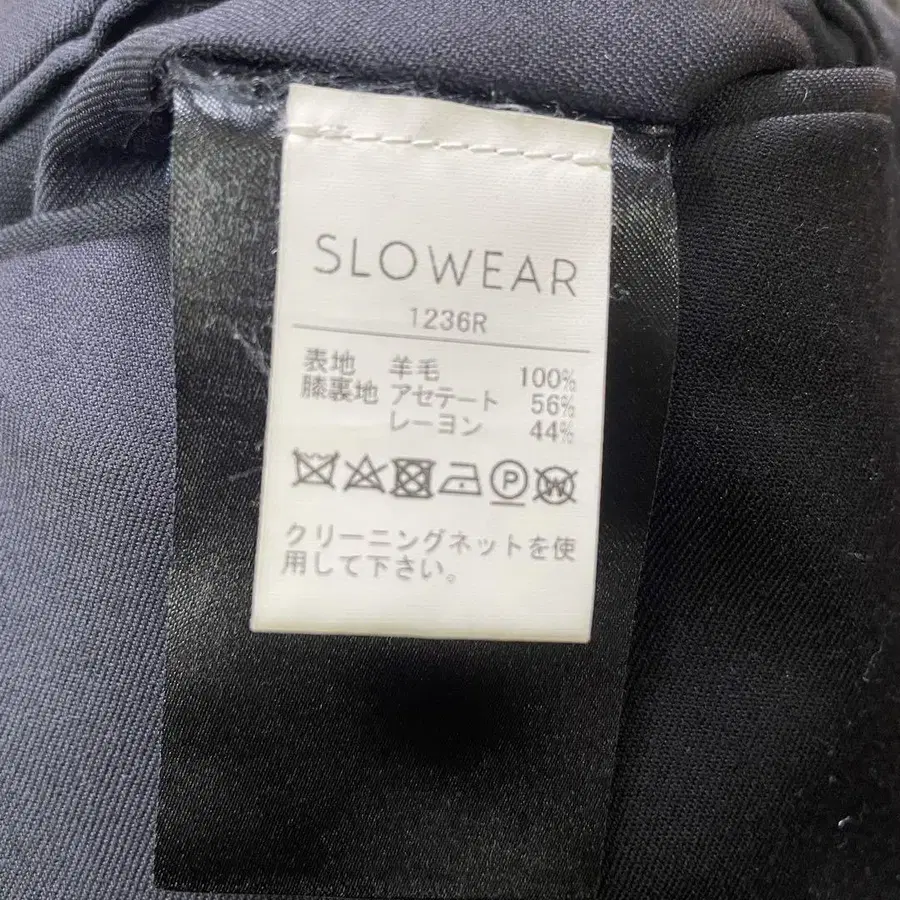 SLOWEAR
1236R
表地 羊毛 100%
膝裏地 アセテート 56%
レーヨン 44%
P W
クリーニングネットを使
用して下さい。